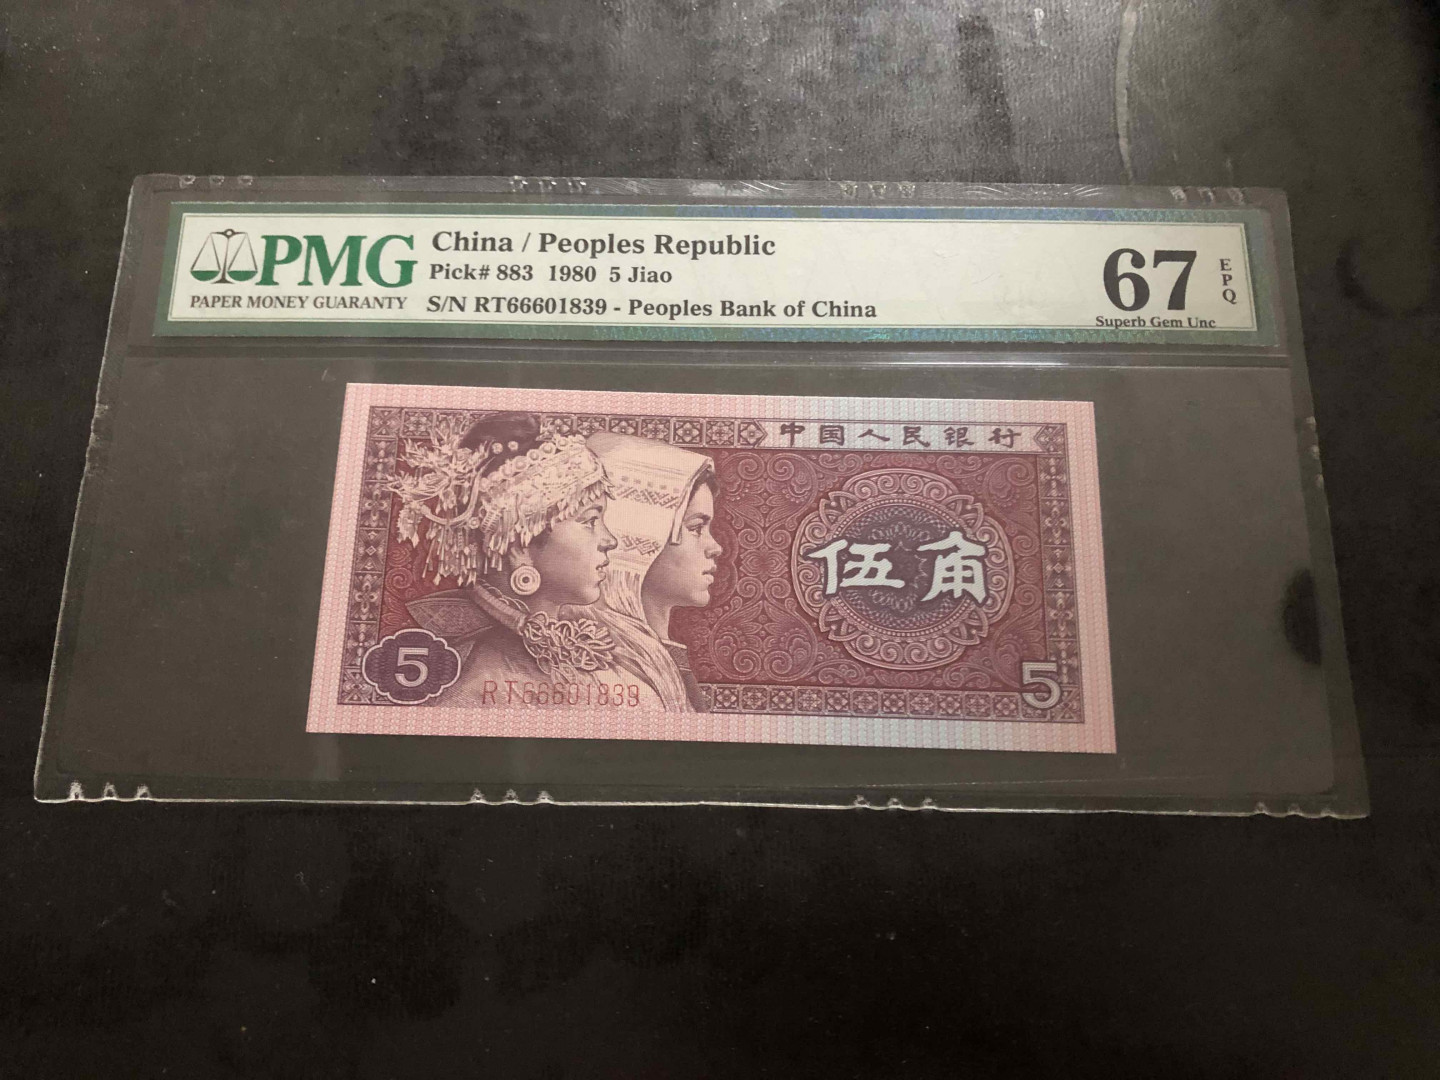 PMG
PAPER MONEY GUARANTY
China / Peoples Republic
Pick# 883 1980 5 Jiao
S/N RT66601839 - Peoples Bank of China
67
EPQ
Superb Gem Unc
中国人民银行
伍角
5
RT66601839
5